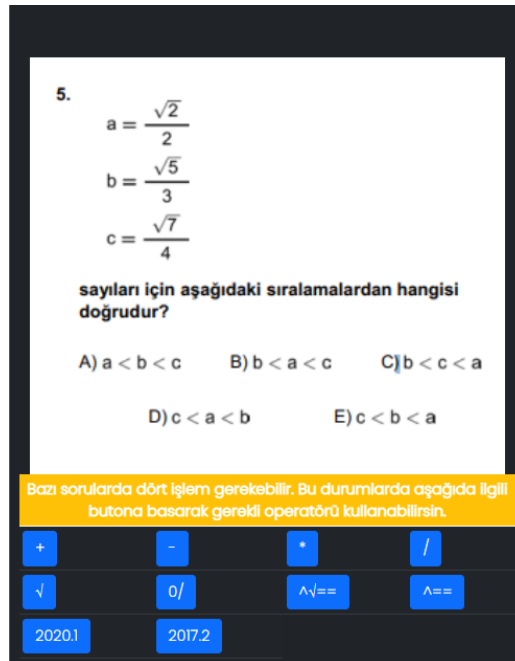 5.
a = √2/2
b = √5/3
c = √7/4
sayıları için aşağıdaki sıralamalardan hangisi
doğrudur?
A) a < b < c B) b < a < c C) b < c < a
D) c < a < b E) c < b < a
Bazı sorularda dört işlem gerekebilir. Bu durumlarda aşağıda ilgili
butona basarak gerekli operatörü kullanabilirsin.
+ - * /
√ 0/ ^√== ^==
2020.1 2017.2